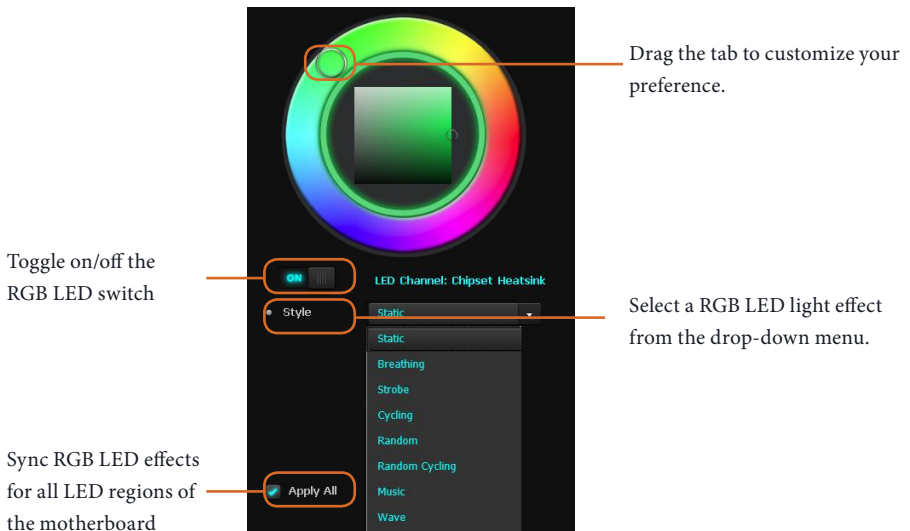 Drag the tab to customize your
preference.
Toggle on/off the
RGB LED switch
ON
LED Channel: Chipset Heatsink
Style
Static
Select a RGB LED light effect
from the drop-down menu.
Static
Breathing
Strobe
Cycling
Random
Random Cycling
Music
Wave
Sync RGB LED effects
for all LED regions of
the motherboard
Apply All